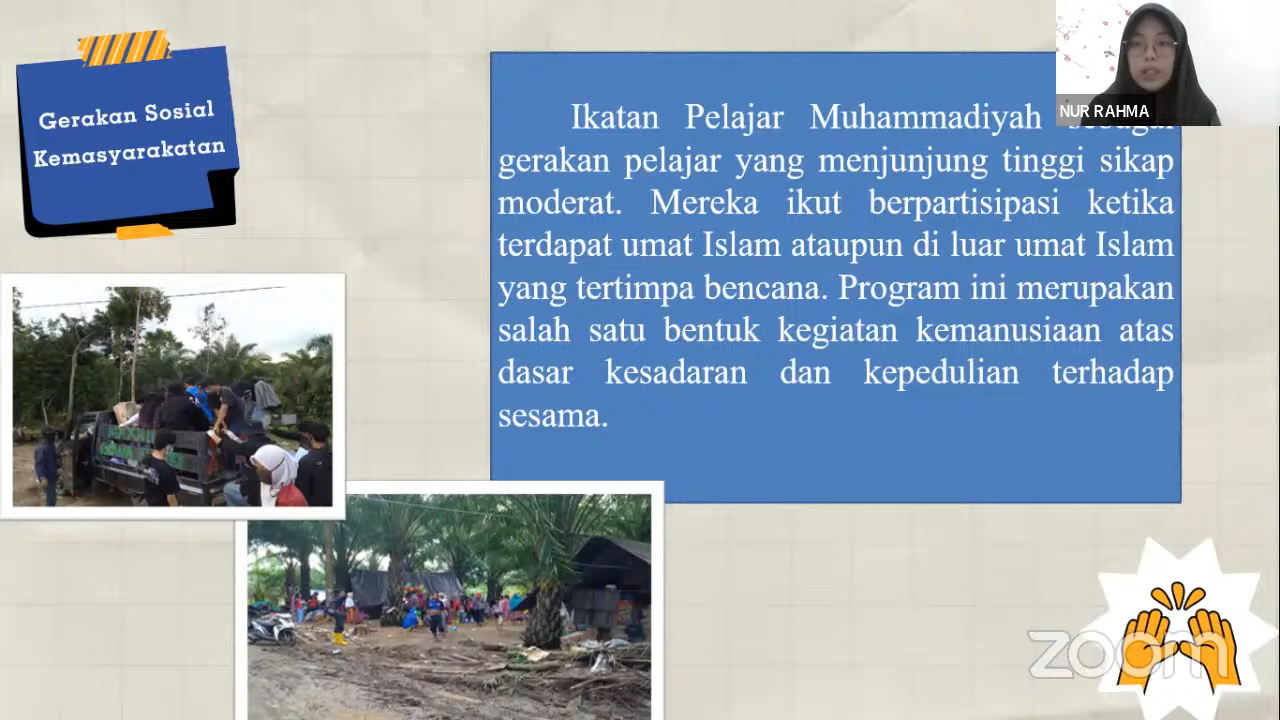 Gerakan Sosial
Kemasyarakatan
Ikatan Pelajar Muhammadiyah sebagai
gerakan pelajar yang menjunjung tinggi sikap
moderat. Mereka ikut berpartisipasi ketika
terdapat umat Islam ataupun di luar umat Islam
yang tertimpa bencana. Program ini merupakan
salah satu bentuk kegiatan kemanusiaan atas
dasar kesadaran dan kepedulian terhadap
sesama.
NUR RAHMA
zoom